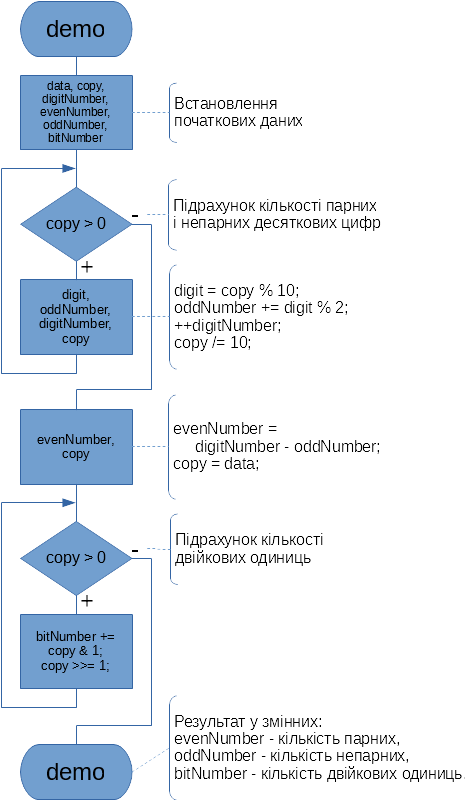 demo
data, copy,
digitNumber,
evenNumber,
oddNumber,
bitNumber
Встановлення
початкових даних
copy > 0
-
+
Підрахунок кількості парних
і непарних десяткових цифр
digit,
oddNumber,
digitNumber,
copy
digit = copy % 10;
oddNumber += digit % 2;
++digitNumber;
copy /= 10;
evenNumber,
copy
evenNumber =
digitNumber - oddNumber;
copy = data;
copy > 0
-
+
Підрахунок кількості
двійкових одиниць
bitNumber +=
copy & 1;
copy >>= 1;
demo
Результат у змінних:
evenNumber - кількість парних,
oddNumber - кількість непарних,
bitNumber - кількість двійкових одиниць.